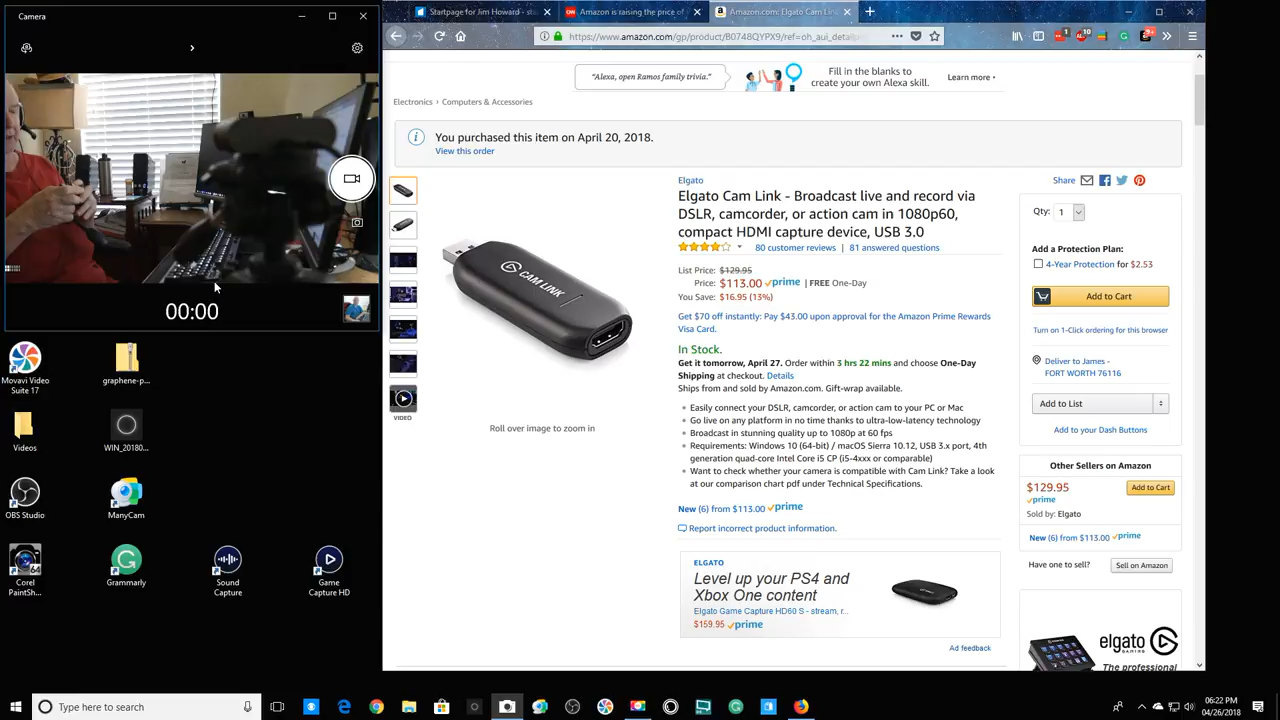 Camera
Startpage for Jim Howard - sta
Amazon is raising the price of
Amazon.com: Elgato Cam Link
https://www.amazon.com/gp/product/B0748QYPX9/ref=oh_aui_detailp
"Alexa, open Ramos family trivia."
Fill in the blanks to
create your own Alexa skill.
Learn more
Electronics › Computers & Accessories
You purchased this item on April 20, 2018.
View this order
Elgato
Share
Elgato Cam Link - Broadcast live and record via
DSLR, camcorder, or action cam in 1080p60,
compact HDMI capture device, USB 3.0
80 customer reviews | 81 answered questions
List Price: $129.95
Price: $113.00 prime | FREE One-Day
You Save: $16.95 (13%)
Get $70 off instantly: Pay $43.00 upon approval for the Amazon Prime Rewards
Visa Card.
In Stock.
Get it tomorrow, April 27. Order within 3 hrs 22 mins and choose One-Day
Shipping at checkout. Details
Ships from and sold by Amazon.com. Gift-wrap available.
Easily connect your DSLR, camcorder, or action cam to your PC or Mac
Go live on any platform in no time thanks to ultra-low-latency technology
Broadcast in stunning quality up to 1080p at 60 fps
Requirements: Windows 10 (64-bit) / macOS Sierra 10.12, USB 3.x port, 4th
generation quad-core Intel Core i5 CP (i5-4xxx or comparable)
Want to check whether your camera is compatible with Cam Link? Take a look
at our comparison chart pdf under Technical Specifications.
New (6) from $113.00 prime
Report incorrect product information.
CAM LINK
VIDEO
Roll over image to zoom in
ELGATO
Level up your PS4 and
Xbox One content
Elgato Game Capture HD60 S - stream, r...
$159.95 prime
Ad feedback
Qty: 1
Add a Protection Plan:
4-Year Protection for $2.53
Add to Cart
Turn on 1-Click ordering for this browser
Deliver to James -
FORT WORTH 76116
Add to List
Add to your Dash Buttons
Other Sellers on Amazon
$129.95
Add to Cart
prime
Sold by: Elgato
New (6) from $113.00 prime
Have one to sell?
Sell on Amazon
elgato
GAMING
The professional
00:00
Movavi Video
Suite 17
graphene-p...
Videos
WIN_20180...
OBS Studio
ManyCam
Corel
PaintSh...
64
Grammarly
Sound
Capture
Game
Capture HD
Type here to search
06:22 PM
04/26/2018